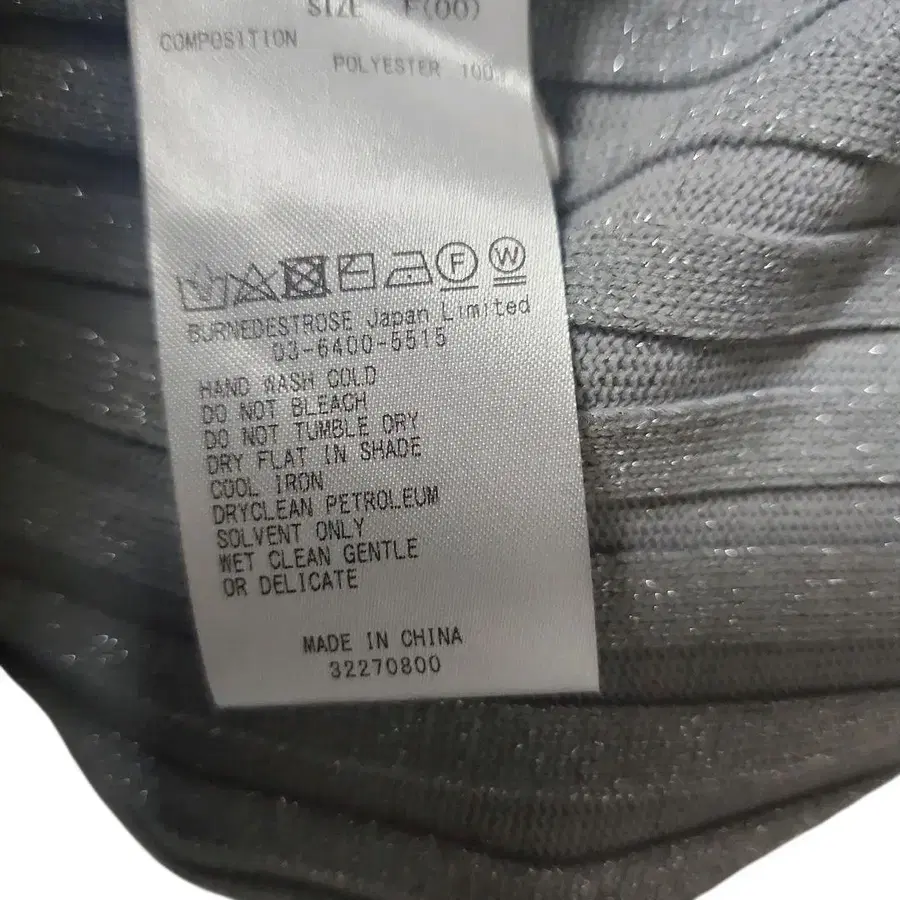 SIZE F(00)
COMPOSITION
POLYESTER 100
F W
BURNEDESTROSE Japan Limited
03-6400-5515
HAND WASH COLD
DO NOT BLEACH
DO NOT TUMBLE DRY
DRY FLAT IN SHADE
COOL IRON
DRYCLEAN PETROLEUM
SOLVENT ONLY
WET CLEAN GENTLE
OR DELICATE
MADE IN CHINA
32270800